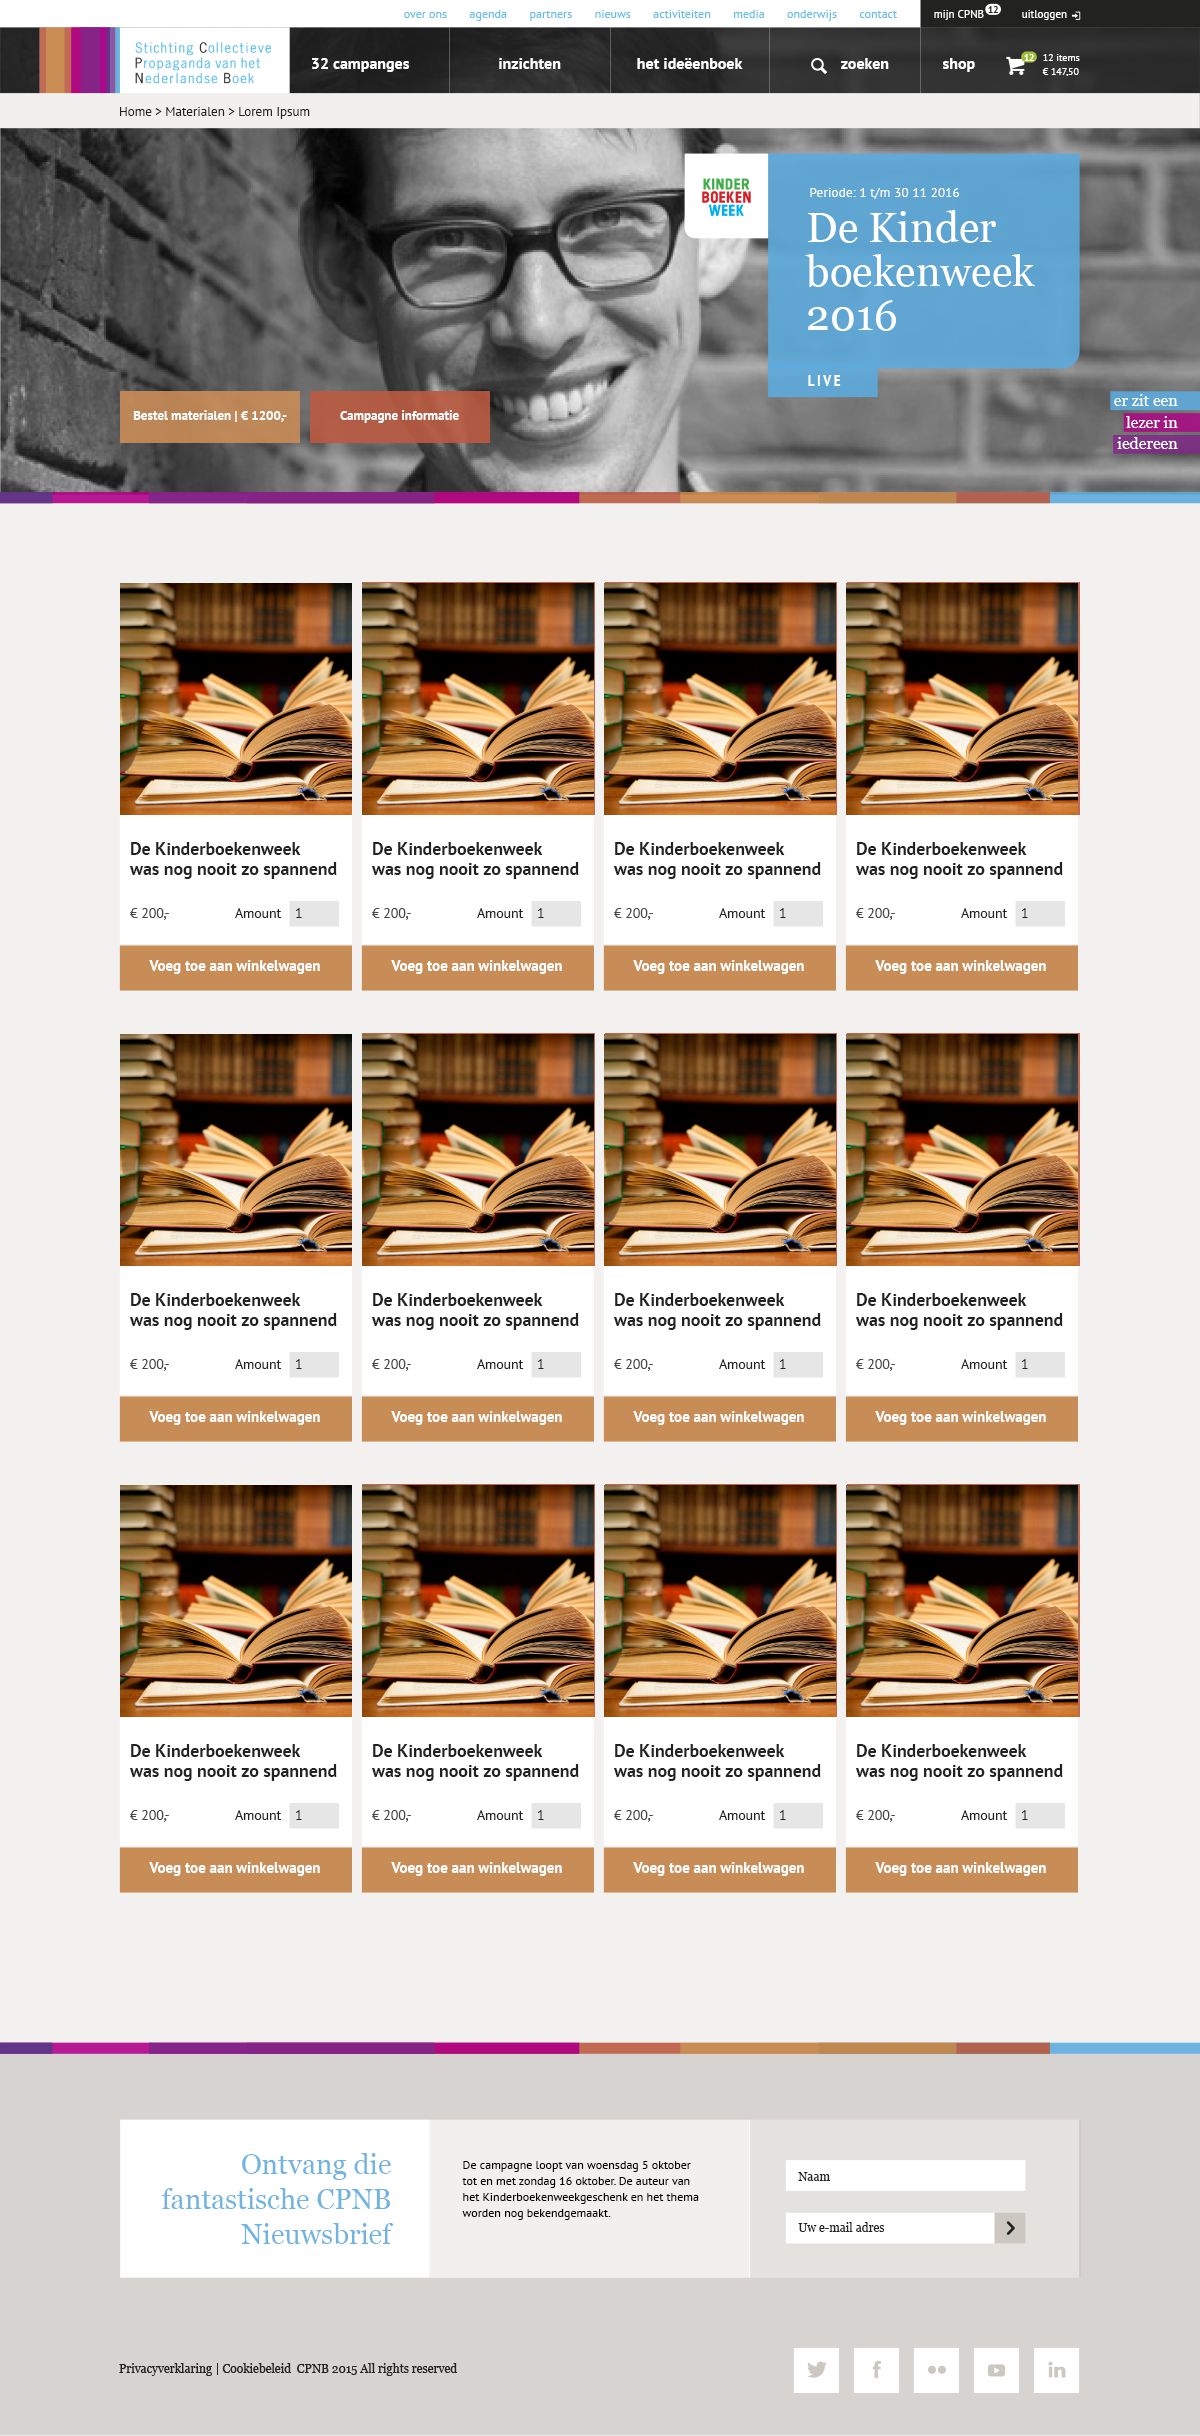 over ons agenda partners nieuws activiteiten media onderwijs contact mijn CPNB 12 uitloggen
Stichting Collectieve
Propaganda van het
Nederlandse Boek
32 campanges inzichten het ideëenboek zoeken shop 12 12 items
€ 147,50
Home > Materialen > Lorem Ipsum
KINDER
BOEKEN
WEEK
Periode: 1 t/m 30 11 2016
De Kinder
boekenweek
2016
LIVE
Bestel materialen | € 1200,- Campagne informatie
er zit een
lezer in
iedereen
De Kinderboekenweek De Kinderboekenweek De Kinderboekenweek De Kinderboekenweek
was nog nooit zo spannend was nog nooit zo spannend was nog nooit zo spannend was nog nooit zo spannend
€ 200,- Amount 1 € 200,- Amount 1 € 200,- Amount 1 € 200,- Amount 1
Voeg toe aan winkelwagen Voeg toe aan winkelwagen Voeg toe aan winkelwagen Voeg toe aan winkelwagen
De Kinderboekenweek De Kinderboekenweek De Kinderboekenweek De Kinderboekenweek
was nog nooit zo spannend was nog nooit zo spannend was nog nooit zo spannend was nog nooit zo spannend
€ 200,- Amount 1 € 200,- Amount 1 € 200,- Amount 1 € 200,- Amount 1
Voeg toe aan winkelwagen Voeg toe aan winkelwagen Voeg toe aan winkelwagen Voeg toe aan winkelwagen
De Kinderboekenweek De Kinderboekenweek De Kinderboekenweek De Kinderboekenweek
was nog nooit zo spannend was nog nooit zo spannend was nog nooit zo spannend was nog nooit zo spannend
€ 200,- Amount 1 € 200,- Amount 1 € 200,- Amount 1 € 200,- Amount 1
Voeg toe aan winkelwagen Voeg toe aan winkelwagen Voeg toe aan winkelwagen Voeg toe aan winkelwagen
Ontvang die
fantastische CPNB
Nieuwsbrief
De campagne loopt van woensdag 5 oktober
tot en met zondag 16 oktober. De auteur van
het Kinderboekenweekgeschenk en het thema
worden nog bekendgemaakt.
Naam
Uw e-mail adres
Privacyverklaring | Cookiebeleid CPNB 2015 All rights reserved